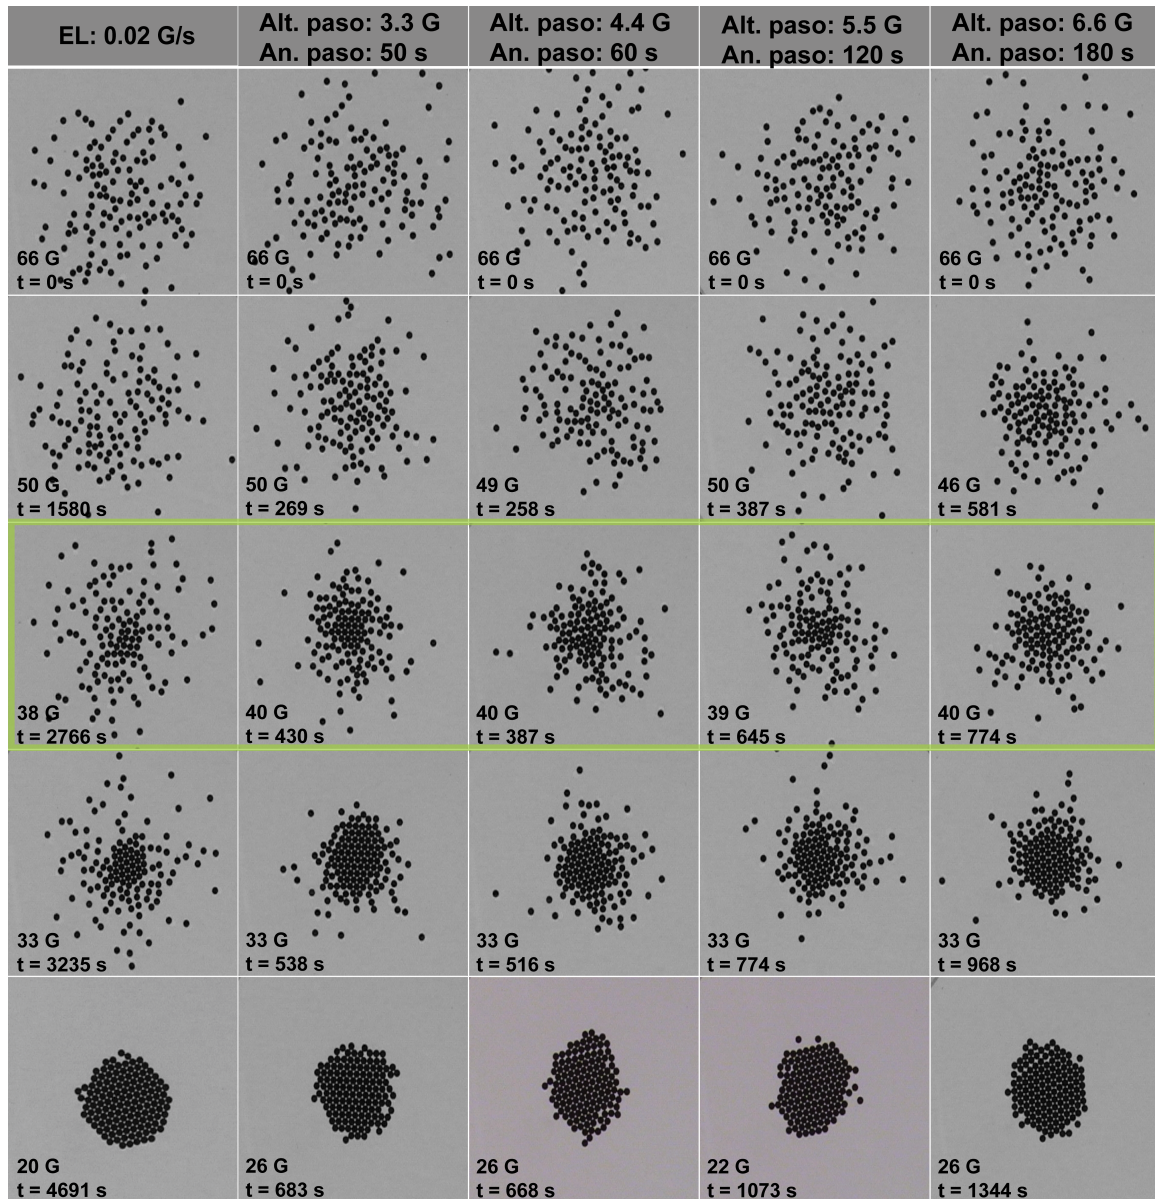 EL: 0.02 G/s
Alt. paso: 3.3 G
An. paso: 50 s
Alt. paso: 4.4 G
An. paso: 60 s
Alt. paso: 5.5 G
An. paso: 120 s
Alt. paso: 6.6 G
An. paso: 180 s
66 G
t = 0 s
66 G
t = 0 s
66 G
t = 0 s
66 G
t = 0 s
66 G
t = 0 s
50 G
t = 1580 s
50 G
t = 269 s
49 G
t = 258 s
50 G
t = 387 s
46 G
t = 581 s
38 G
t = 2766 s
40 G
t = 430 s
40 G
t = 387 s
39 G
t = 645 s
40 G
t = 774 s
33 G
t = 3235 s
33 G
t = 538 s
33 G
t = 516 s
33 G
t = 774 s
33 G
t = 968 s
20 G
t = 4691 s
26 G
t = 683 s
26 G
t = 668 s
22 G
t = 1073 s
26 G
t = 1344 s